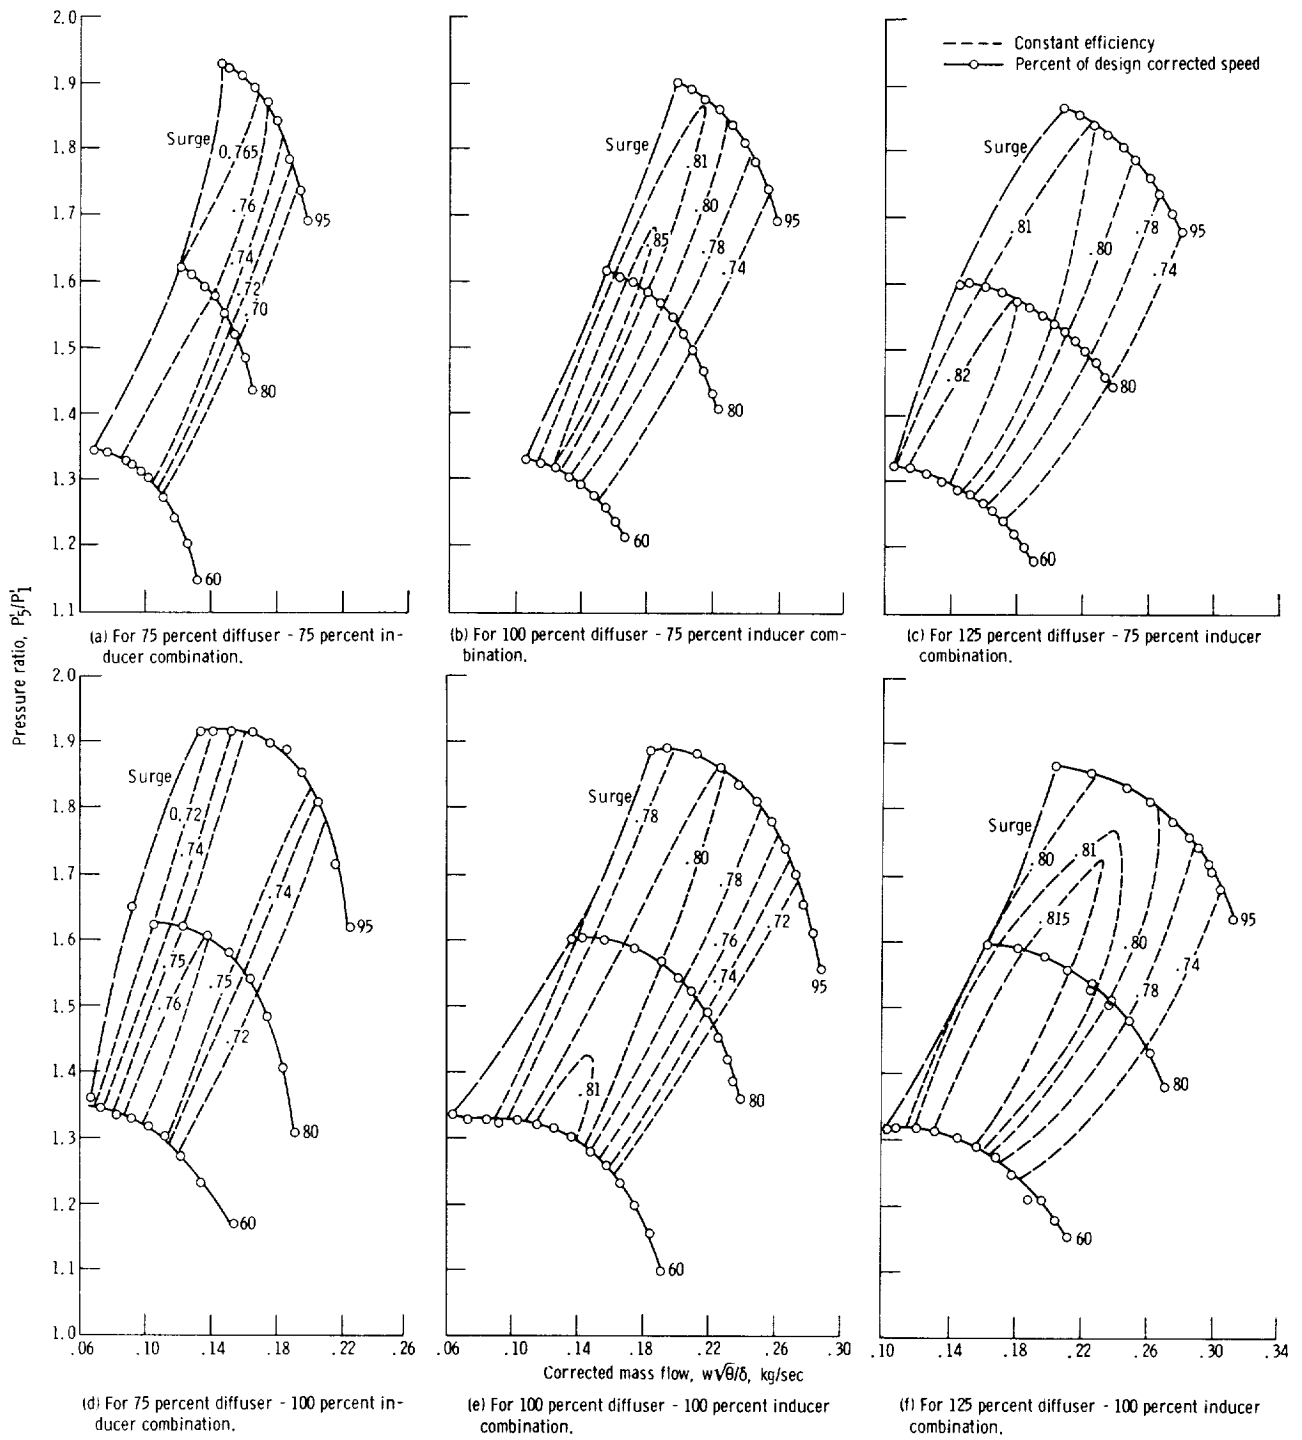 2.0
1.9
1.8
1.7
1.6
1.5
1.4
1.3
1.2
1.1
Surge
0.765
.76
.74
.72
.70
95
80
60
Surge
.81
.80
.85
.78
.74
95
80
60
Constant efficiency
Percent of design corrected speed
Surge
.81
.80
.78
.74
.82
95
80
60
(a) For 75 percent diffuser - 75 percent in-
ducer combination.
(b) For 100 percent diffuser - 75 percent inducer com-
bination.
(c) For 125 percent diffuser - 75 percent inducer
combination.
Pressure ratio, P'5/P'1
2.0
1.9
1.8
1.7
1.6
1.5
1.4
1.3
1.2
1.1
1.0
Surge
0.72
.74
.74
.75
.75
.76
.72
95
80
60
.06 .10 .14 .18 .22 .26
Surge
.78
.80
.78
.76
.72
.74
.81
95
80
60
.06 .10 .14 .18 .22 .26 .30
Surge
.80
.81
.815
.80
.74
.78
95
80
60
.10 .14 .18 .22 .26 .30 .34
Corrected mass flow, w√θ/δ, kg/sec
(d) For 75 percent diffuser - 100 percent in-
ducer combination.
(e) For 100 percent diffuser - 100 percent inducer
combination.
(f) For 125 percent diffuser - 100 percent inducer
combination.